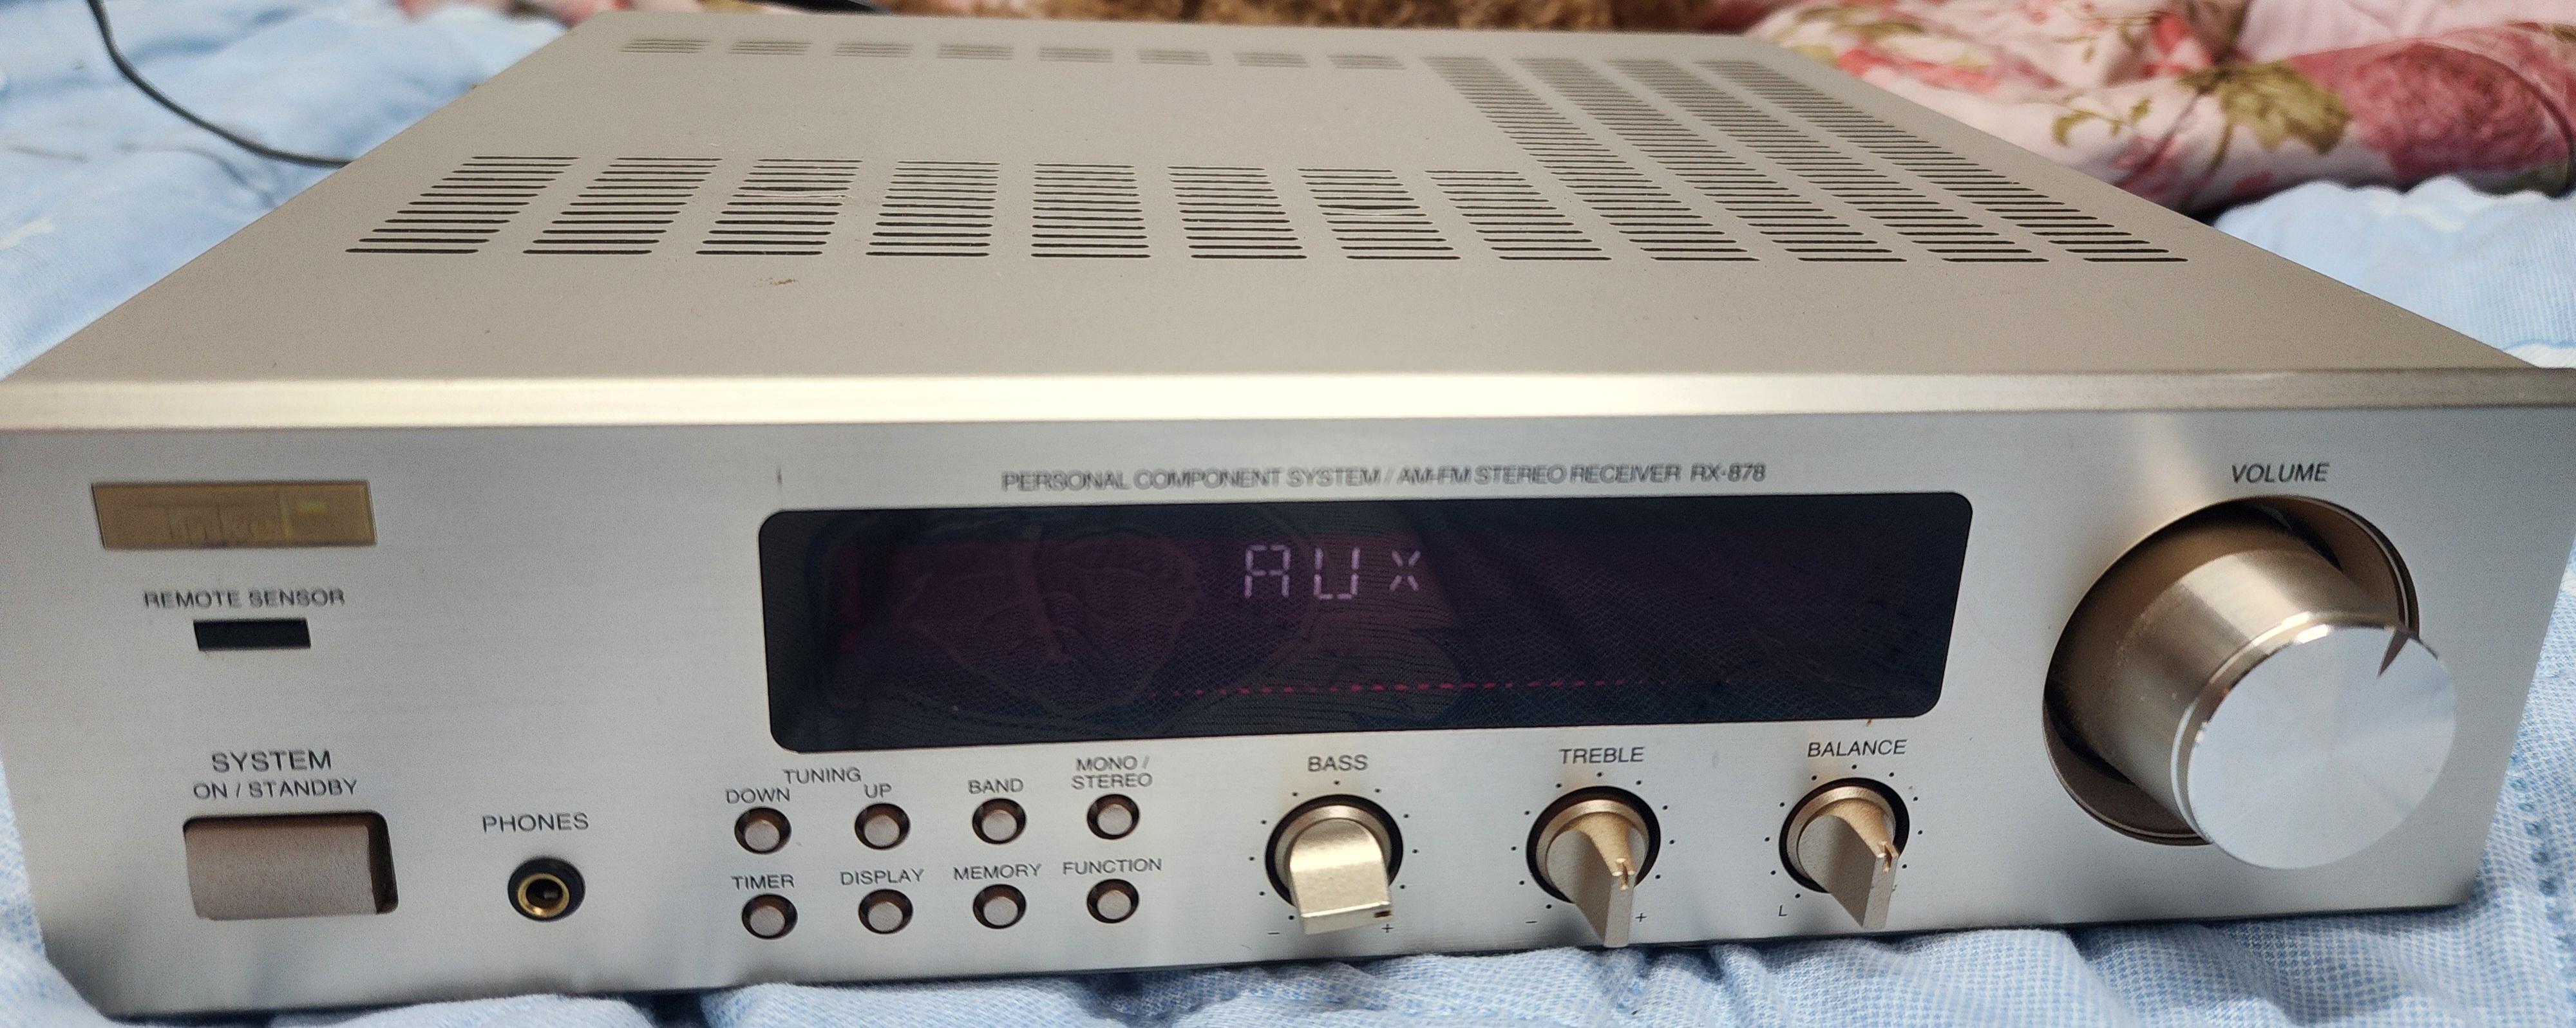 PERSONAL COMPONENT SYSTEM / AM-FM STEREO RECEIVER RX-878
VOLUME
AUX
REMOTE SENSOR
SYSTEM
ON / STANDBY
PHONES
TUNING
DOWN
UP
BAND
MONO /
STEREO
TIMER
DISPLAY
MEMORY
FUNCTION
BASS
- +
TREBLE
- +
BALANCE
L